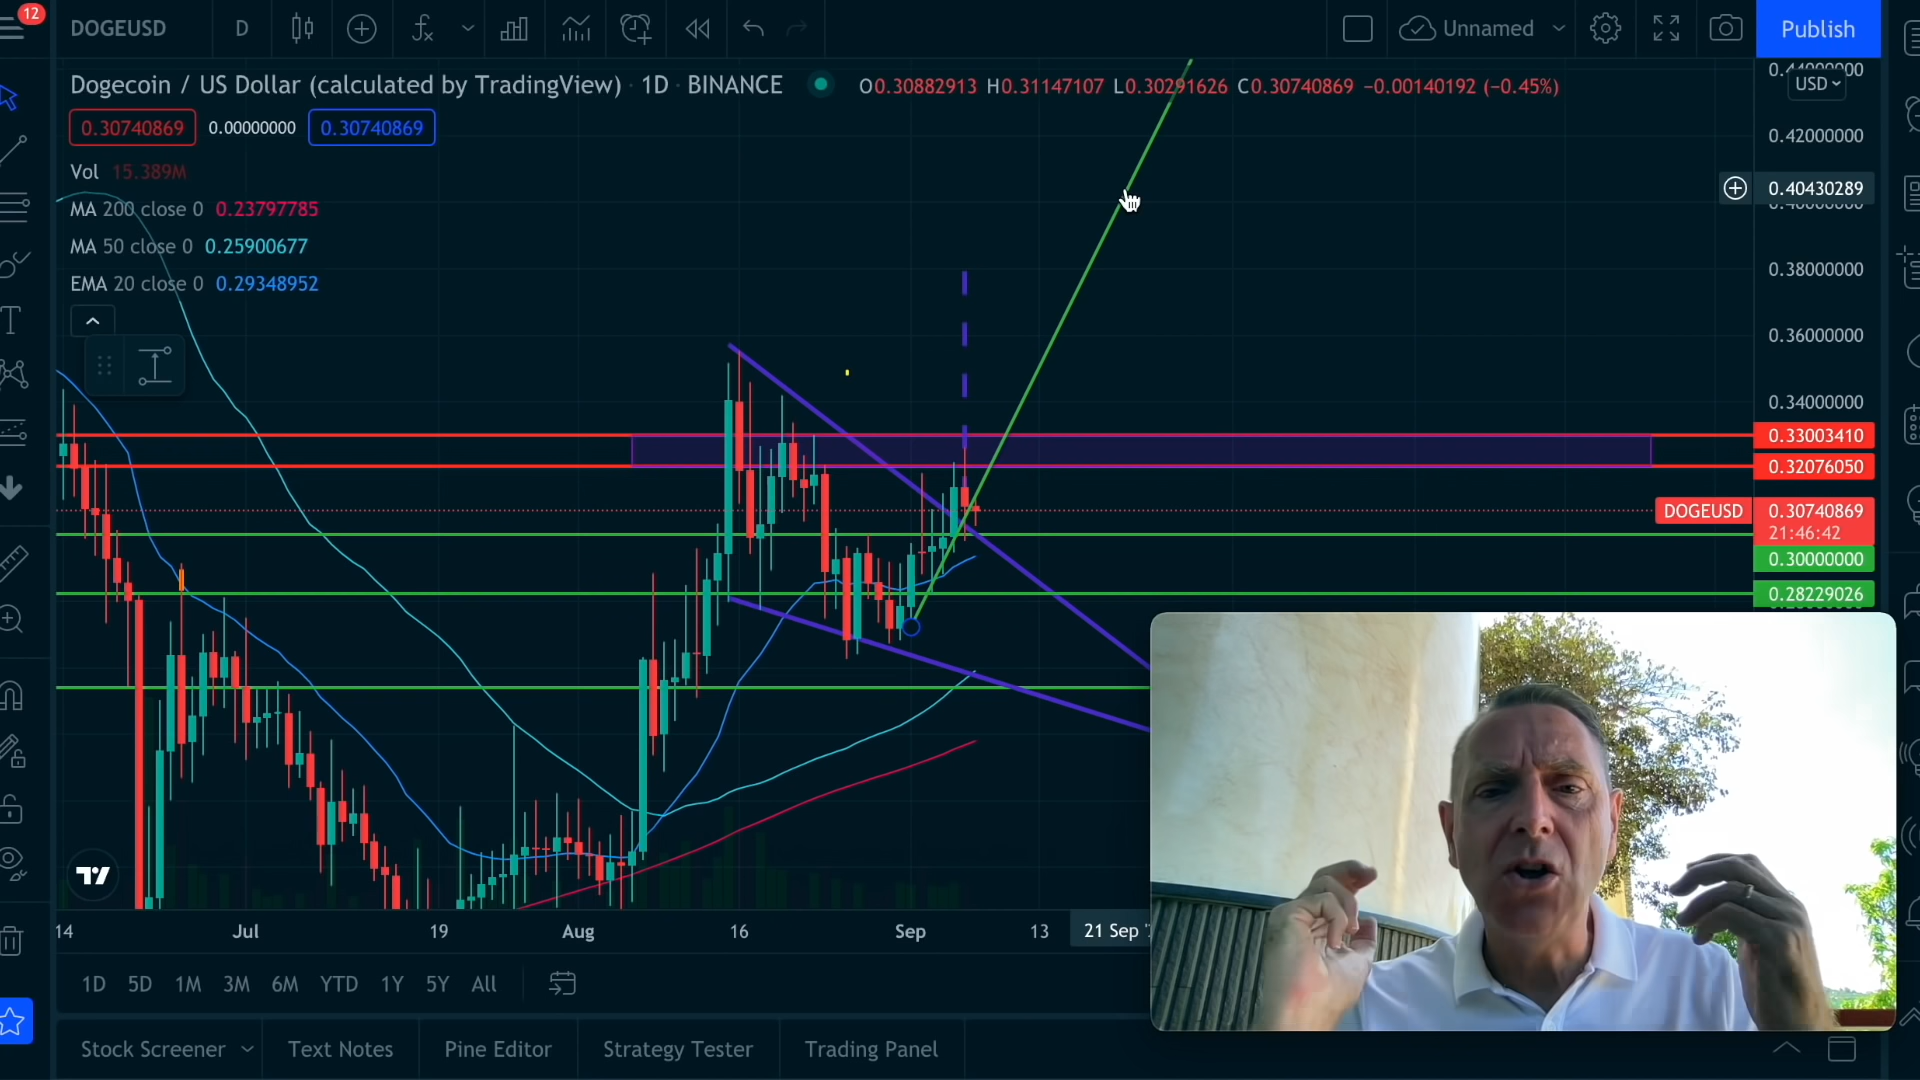 12
DOGEUSD
D
Unnamed
Publish
Dogecoin / US Dollar (calculated by TradingView) · 1D · BINANCE
O0.30882913 H0.31147107 L0.30291626 C0.30740869 −0.00140192 (−0.45%)
USD
0.30740869 0.00000000 0.30740869
0.42000000
Vol 15.389M
0.40430289
MA 200 close 0 0.23797785
MA 50 close 0 0.25900677
0.38000000
EMA 20 close 0 0.29348952
0.36000000
0.34000000
0.33003410
0.32076050
DOGEUSD 0.30740869
21:46:42
0.30000000
0.28229026
14 Jul 19 Aug 16 Sep 13 21 Sep
1D 5D 1M 3M 6M YTD 1Y 5Y All
Stock Screener Text Notes Pine Editor Strategy Tester Trading Panel